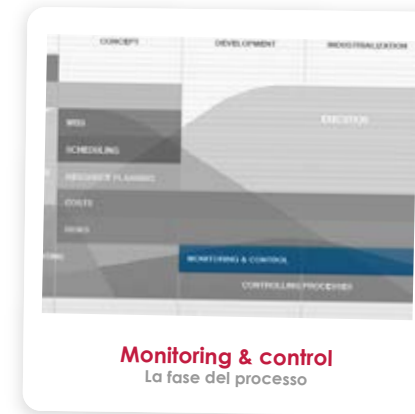 CONCEPT
DEVELOPMENT
INDUSTRIALIZATION
EXECUTION
WBS
SCHEDULING
RESOURCE PLANNING
COSTS
RISKS
MONITORING & CONTROL
CONTROLLING PROCESSES
Monitoring & control
La fase del processo